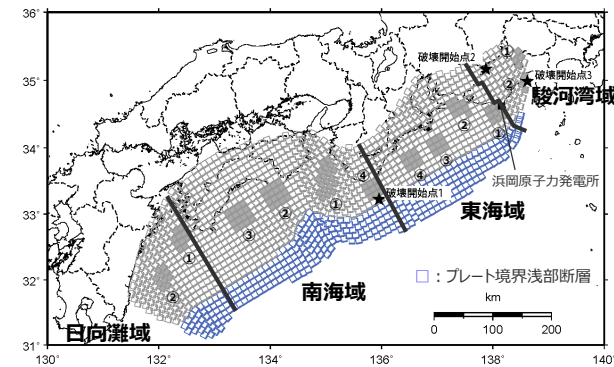 36°
35°
34°
33°
32°
31°
130°
132°
134°
136°
138°
140°
破壊開始点2
①
破壊開始点3
②
駿河湾域
②
①
③
④
浜岡原子力発電所
④
破壊開始点1
東海域
①
②
③
南海域
①
②
日向灘域
□：プレート境界浅部断層
km
0
100
200